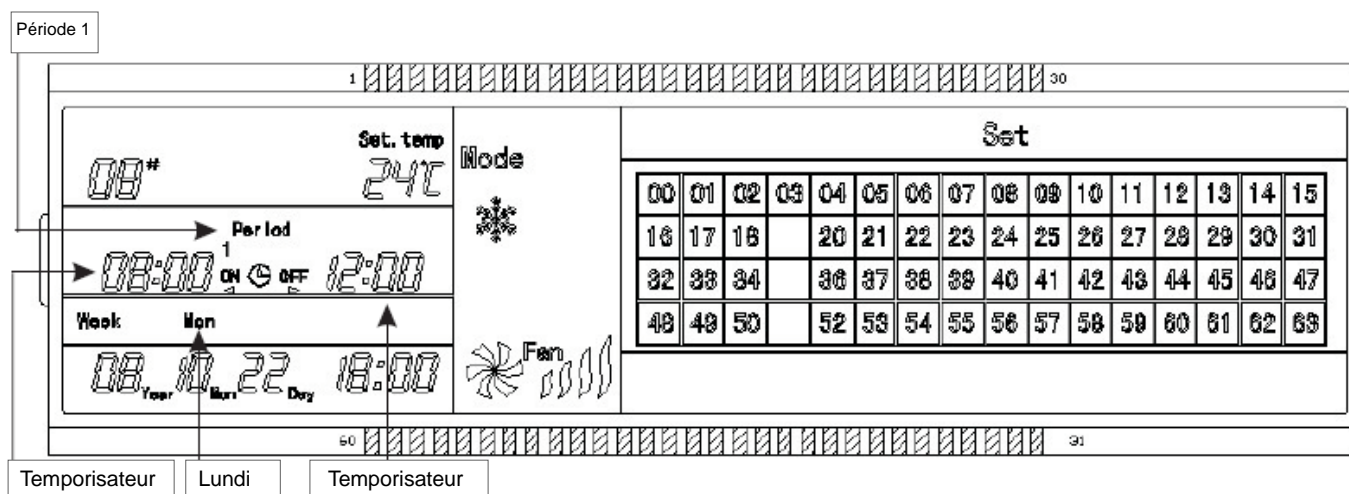 Période 1
1 30
Set
Set.temp
Mode
08# 24℃
00 01 02 03 04 05 06 07 08 09 10 11 12 13 14 15
Period
1
16 17 18 20 21 22 23 24 25 26 27 28 29 30 31
08:00 ON OFF 12:00
32 33 34 36 37 38 39 40 41 42 43 44 45 46 47
Week Mon
48 49 50 52 53 54 55 56 57 58 59 60 61 62 63
Fan
08 Year 10 Mon 22 Day 18:00
60 31
Temporisateur Lundi Temporisateur